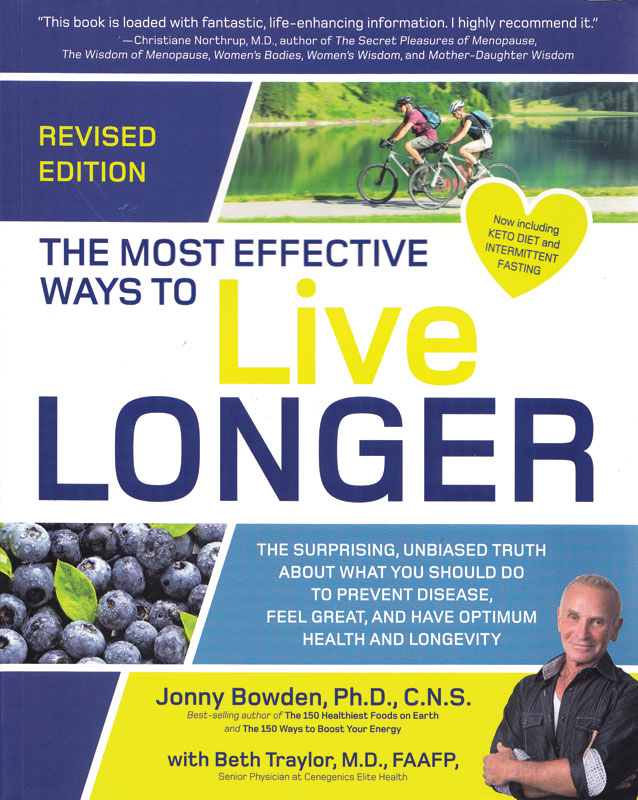 “This book is loaded with fantastic, life-enhancing information. I highly recommend it.”
—Christiane Northrup, M.D., author of The Secret Pleasures of Menopause,
The Wisdom of Menopause, Women’s Bodies, Women’s Wisdom, and Mother-Daughter Wisdom
REVISED
EDITION
Now including
KETO DIET and
INTERMITTENT
FASTING
THE MOST EFFECTIVE
WAYS TO
Live
LONGER
THE SURPRISING, UNBIASED TRUTH
ABOUT WHAT YOU SHOULD DO
TO PREVENT DISEASE,
FEEL GREAT, AND HAVE OPTIMUM
HEALTH AND LONGEVITY
Jonny Bowden, Ph.D., C.N.S.
Best-selling author of The 150 Healthiest Foods on Earth
and The 150 Ways to Boost Your Energy
with Beth Traylor, M.D., FAAFP,
Senior Physician at Cenegenics Elite Health